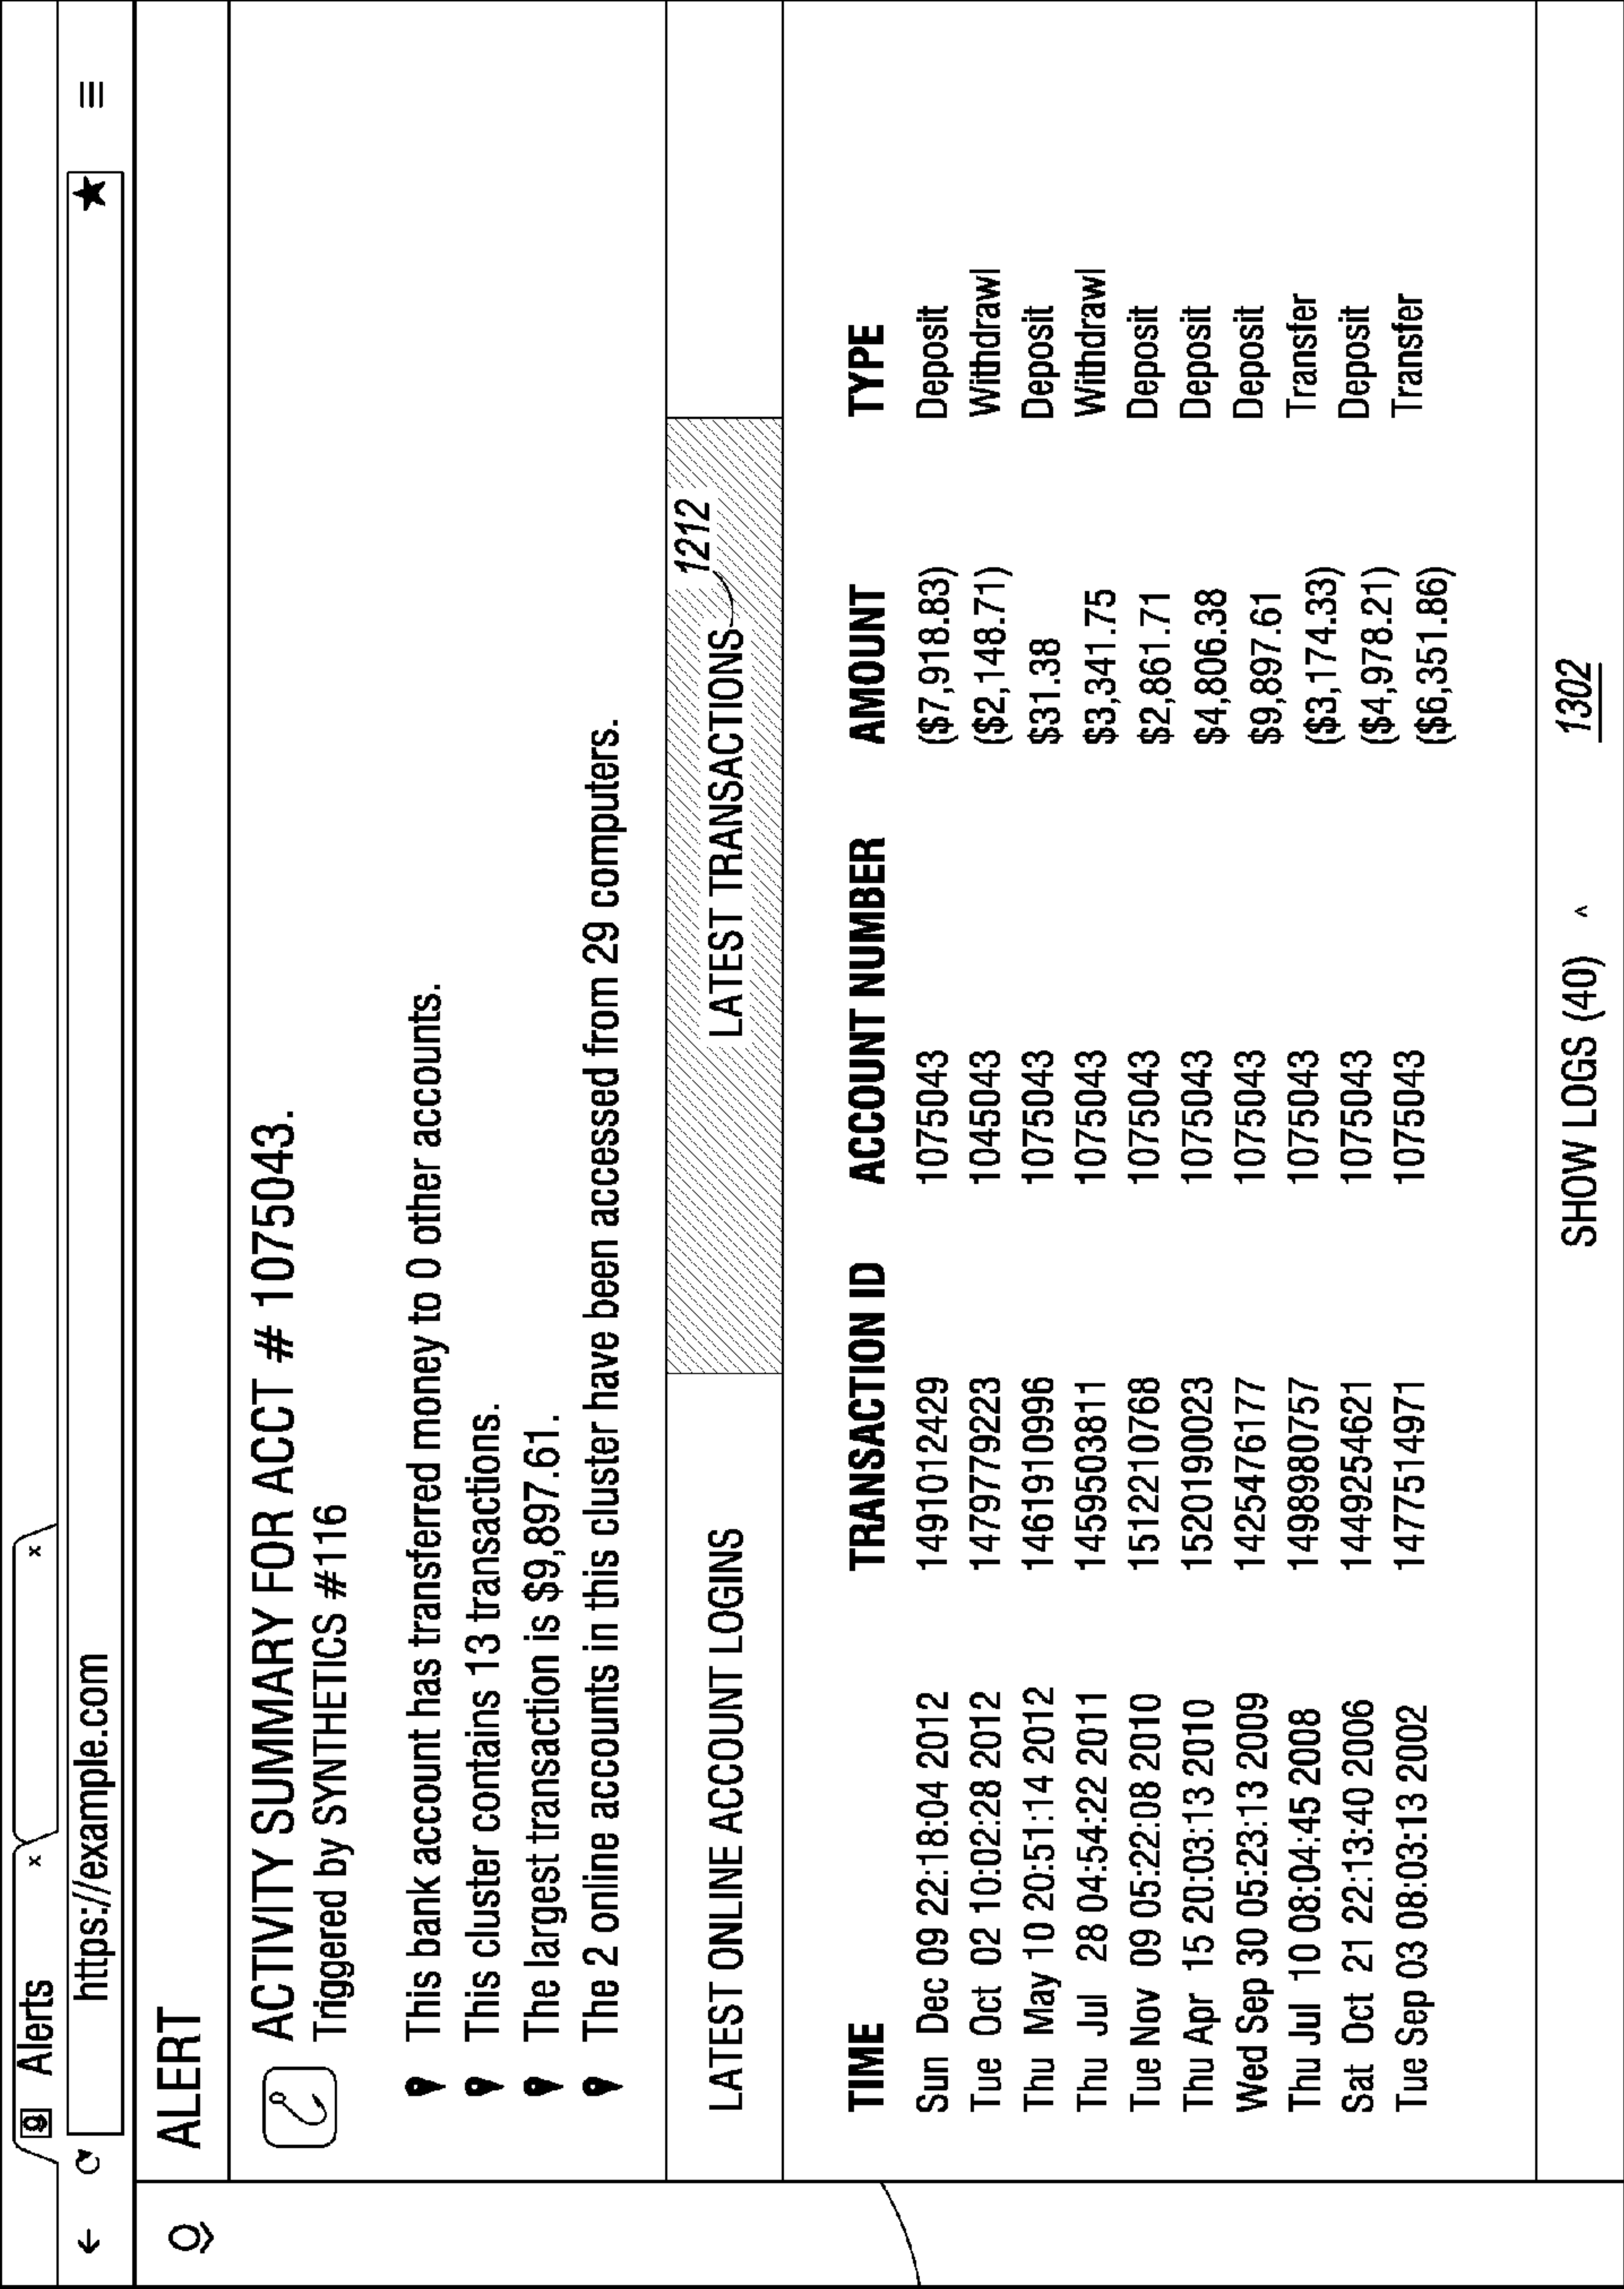 Alerts x x
https://example.com
ALERT
ACTIVITY SUMMARY FOR ACCT # 1075043.
Triggered by SYNTHETICS #116
This bank account has transferred money to 0 other accounts.
This cluster contains 13 transactions.
The largest transaction is $9,897.61.
The 2 online accounts in this cluster have been accessed from 29 computers.
LATEST ONLINE ACCOUNT LOGINS LATEST TRANSACTIONS 1212
TIME TRANSACTION ID ACCOUNT NUMBER AMOUNT TYPE
Sun Dec 09 22:18:04 2012 1491012429 1075043 ($7,918.83) Deposit
Tue Oct 02 10:02:28 2012 1479779223 1045043 ($2,148.71) Withdrawl
Thu May 10 20:51:14 2012 1461910996 1075043 $31.38 Deposit
Thu Jul 28 04:54:22 2011 1459503811 1075043 $3,341.75 Withdrawl
Tue Nov 09 05:22:08 2010 1512210768 1075043 $2,861.71 Deposit
Thu Apr 15 20:03:13 2010 1520190023 1075043 $4,806.38 Deposit
Wed Sep 30 05:23:13 2009 1425476177 1075043 $9,897.61 Deposit
Thu Jul 10 08:04:45 2008 1498980757 1075043 ($3,174.33) Transfer
Sat Oct 21 22:13:40 2006 1449254621 1075043 ($4,978.21) Deposit
Tue Sep 03 08:03:13 2002 1477514971 1075043 ($6,351.86) Transfer
SHOW LOGS (40) ^ 1302